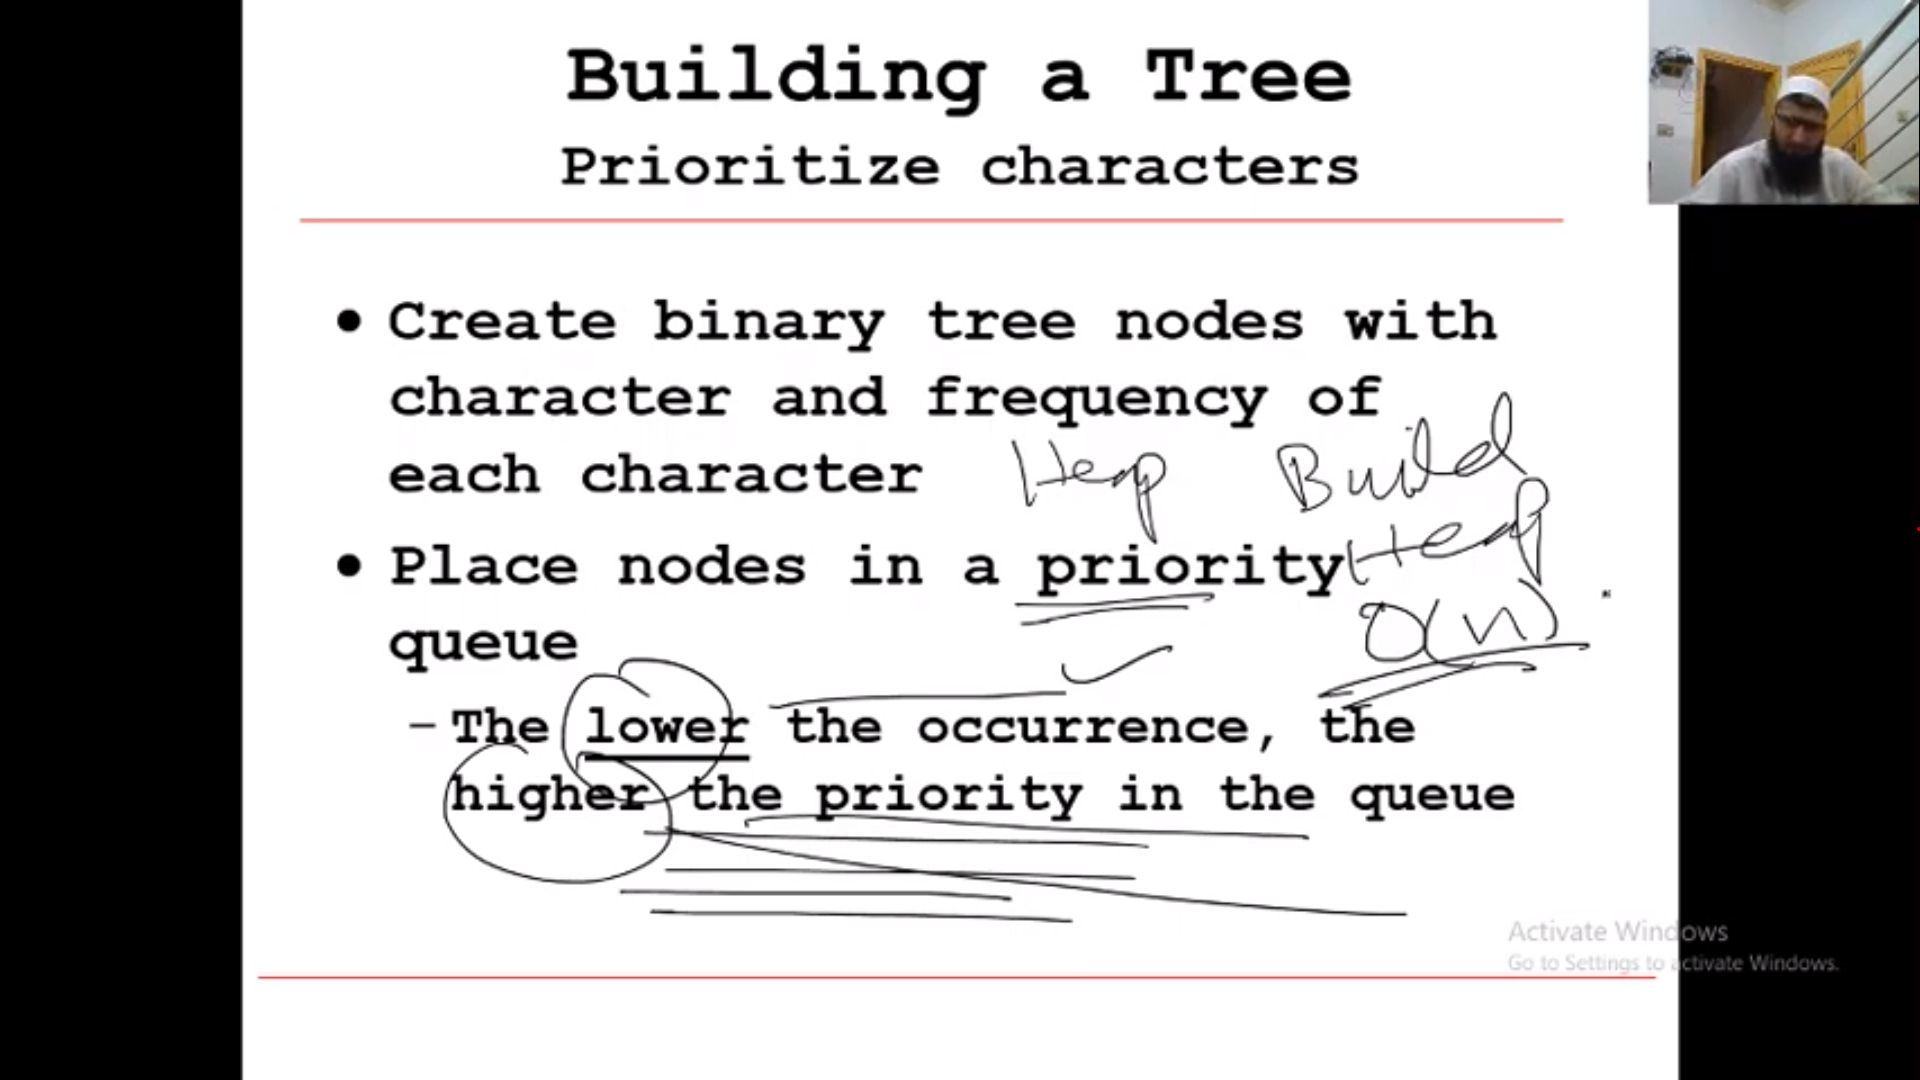 Building a Tree
Prioritize characters
• Create binary tree nodes with
character and frequency of
each character
Heap
Build
Heap
O(n)
• Place nodes in a priority
queue
– The lower the occurrence, the
higher the priority in the queue
Activate Windows
Go to Settings to activate Windows.